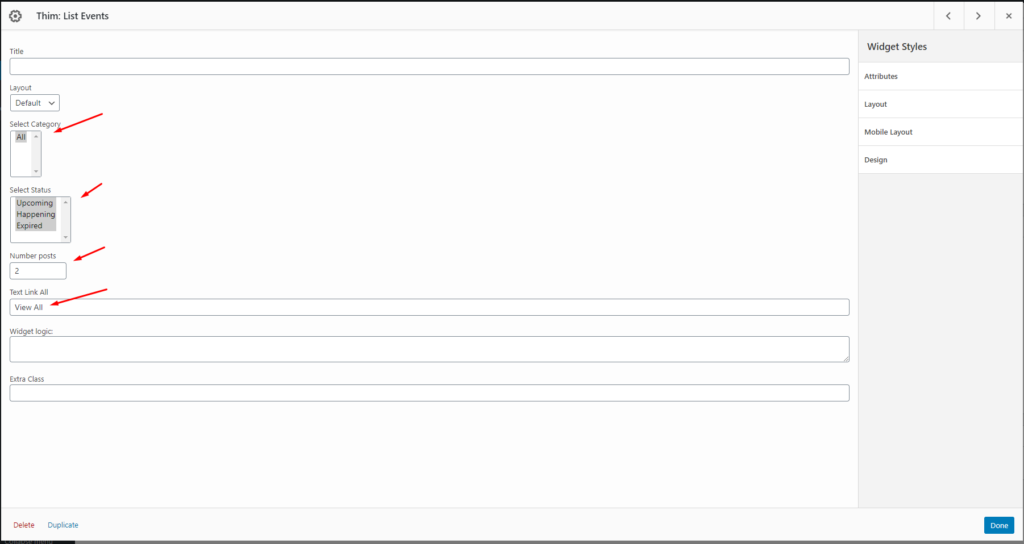 Thim: List Events
Title
Layout
Default
Select Category
All
Select Status
Upcoming
Happening
Expired
Number posts
2
Text Link All
View All
Widget logic:
Extra Class
Widget Styles
Attributes
Layout
Mobile Layout
Design
Delete
Duplicate
Done